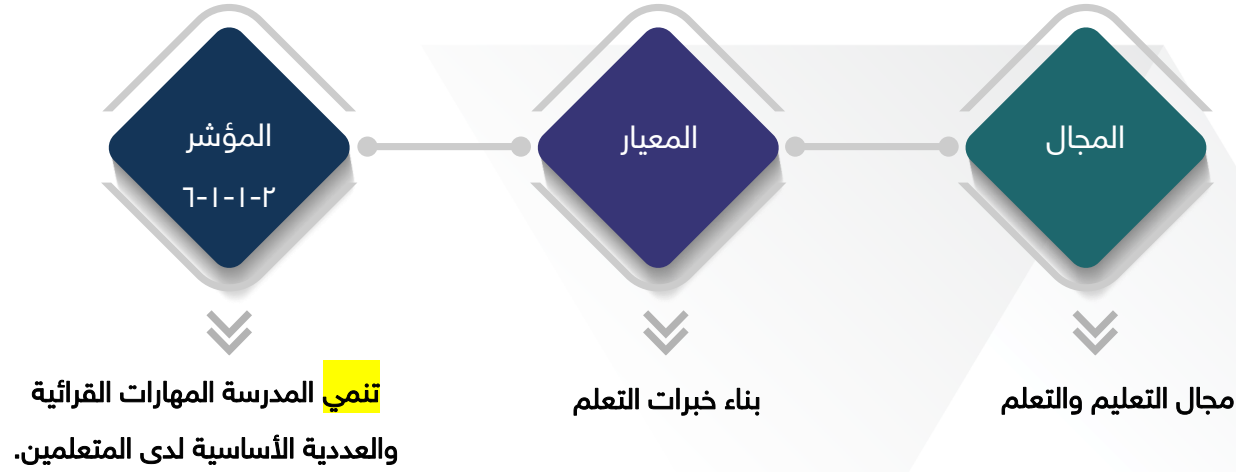 المجال
المعيار
المؤشر
٢-١-١-٦
مجال التعليم والتعلم
بناء خبرات التعلم
تنمي المدرسة المهارات القرائية
والعددية الأساسية لدى المتعلمين.